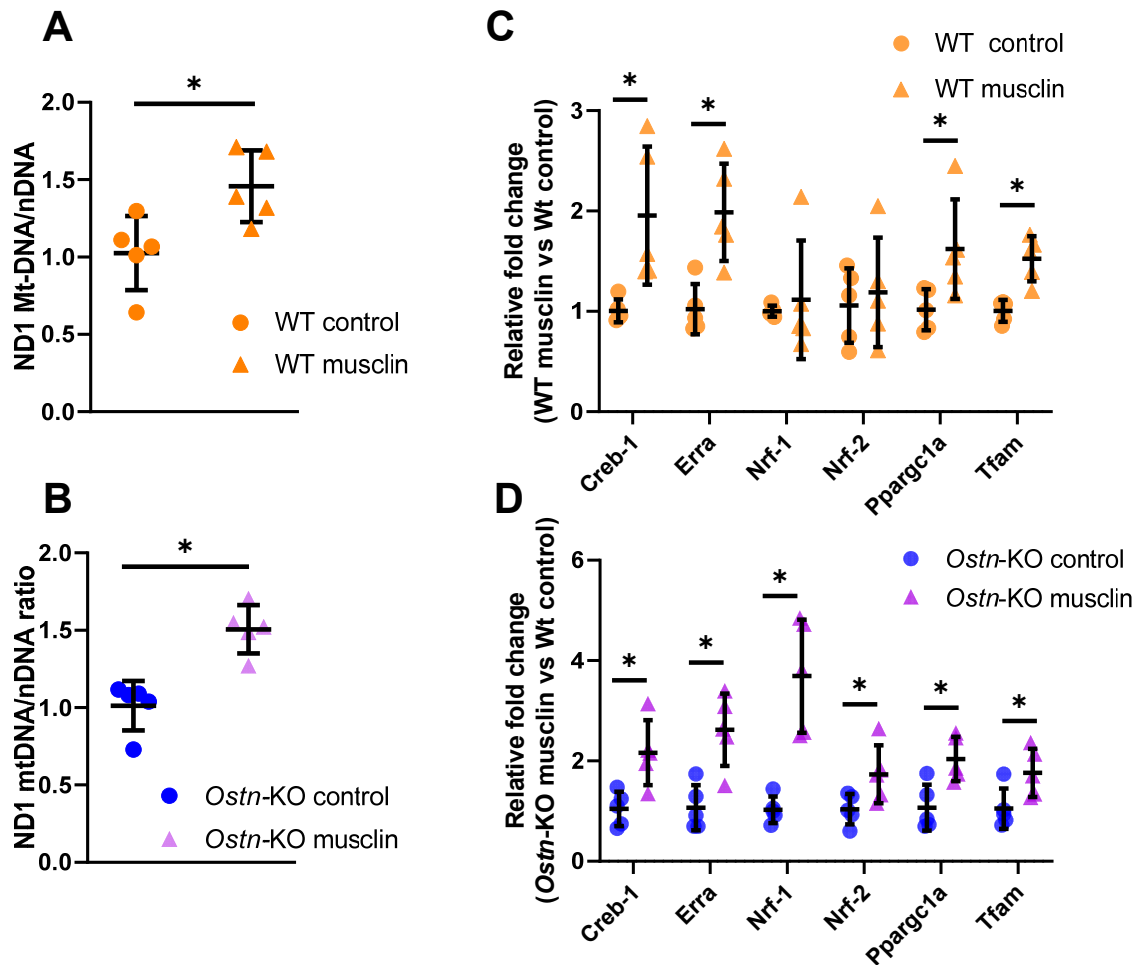 A
*
2.0
1.5
1.0
0.5
0.0
ND1 Mt-DNA/nDNA
WT control
WT musclin
B
*
2.0
1.5
1.0
0.5
0.0
ND1 mtDNA/nDNA ratio
Ostn-KO control
Ostn-KO musclin
C
WT control
WT musclin
* * * *
3
2
1
0
Relative fold change
(WT musclin vs Wt control)
Creb-1 Erra Nrf-1 Nrf-2 Ppargc1a Tfam
D
Ostn-KO control
Ostn-KO musclin
* * * * * *
6
4
2
0
Relative fold change
(Ostn-KO musclin vs Wt control)
Creb-1 Erra Nrf-1 Nrf-2 Ppargc1a Tfam